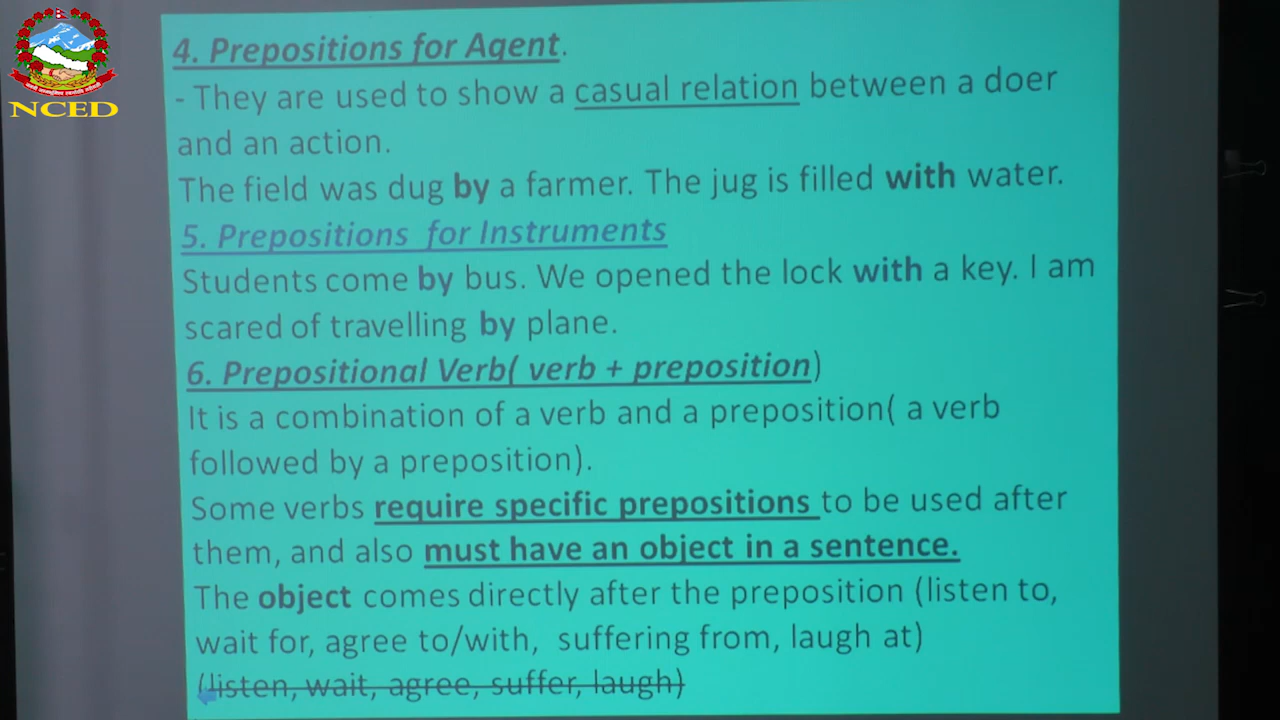 NCED
4. Prepositions for Agent.
- They are used to show a casual relation between a doer
and an action.
The field was dug by a farmer. The jug is filled with water.
5. Prepositions for Instruments
Students come by bus. We opened the lock with a key. I am
scared of travelling by plane.
6. Prepositional Verb( verb + preposition)
It is a combination of a verb and a preposition( a verb
followed by a preposition).
Some verbs require specific prepositions to be used after
them, and also must have an object in a sentence.
The object comes directly after the preposition (listen to,
wait for, agree to/with, suffering from, laugh at)
(listen, wait, agree, suffer, laugh)